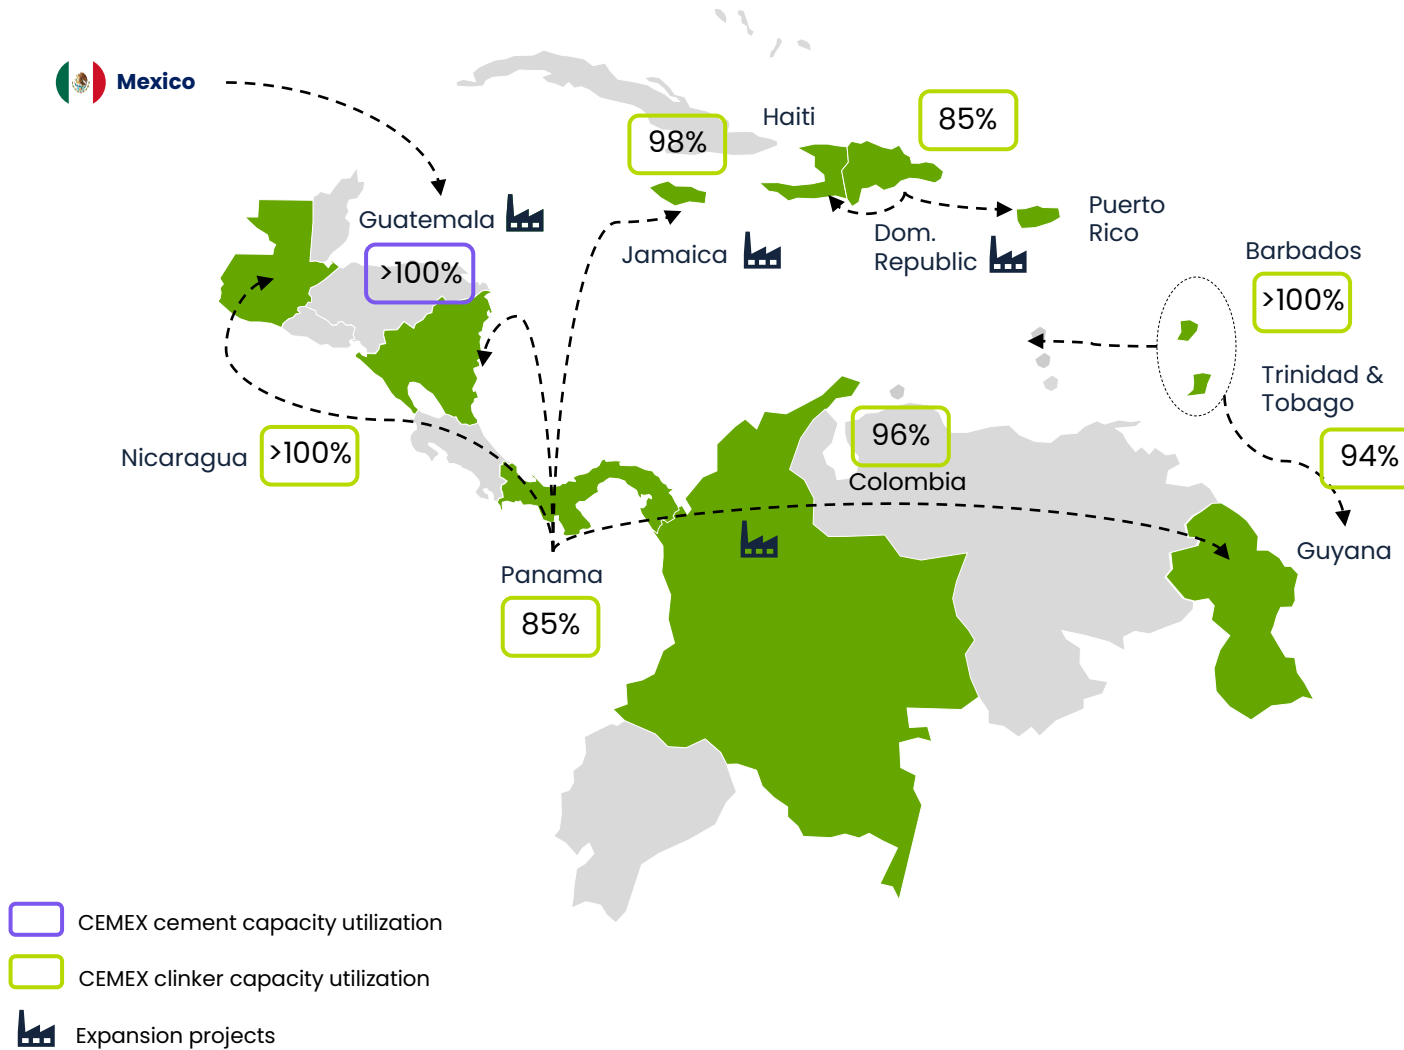 Mexico
Haiti
85%
98%
Guatemala
>100%
Jamaica
Dom.
Republic
Puerto
Rico
Barbados
>100%
Trinidad &
Tobago
94%
Nicaragua
>100%
96%
Colombia
Guyana
Panama
85%
CEMEX cement capacity utilization
CEMEX clinker capacity utilization
Expansion projects